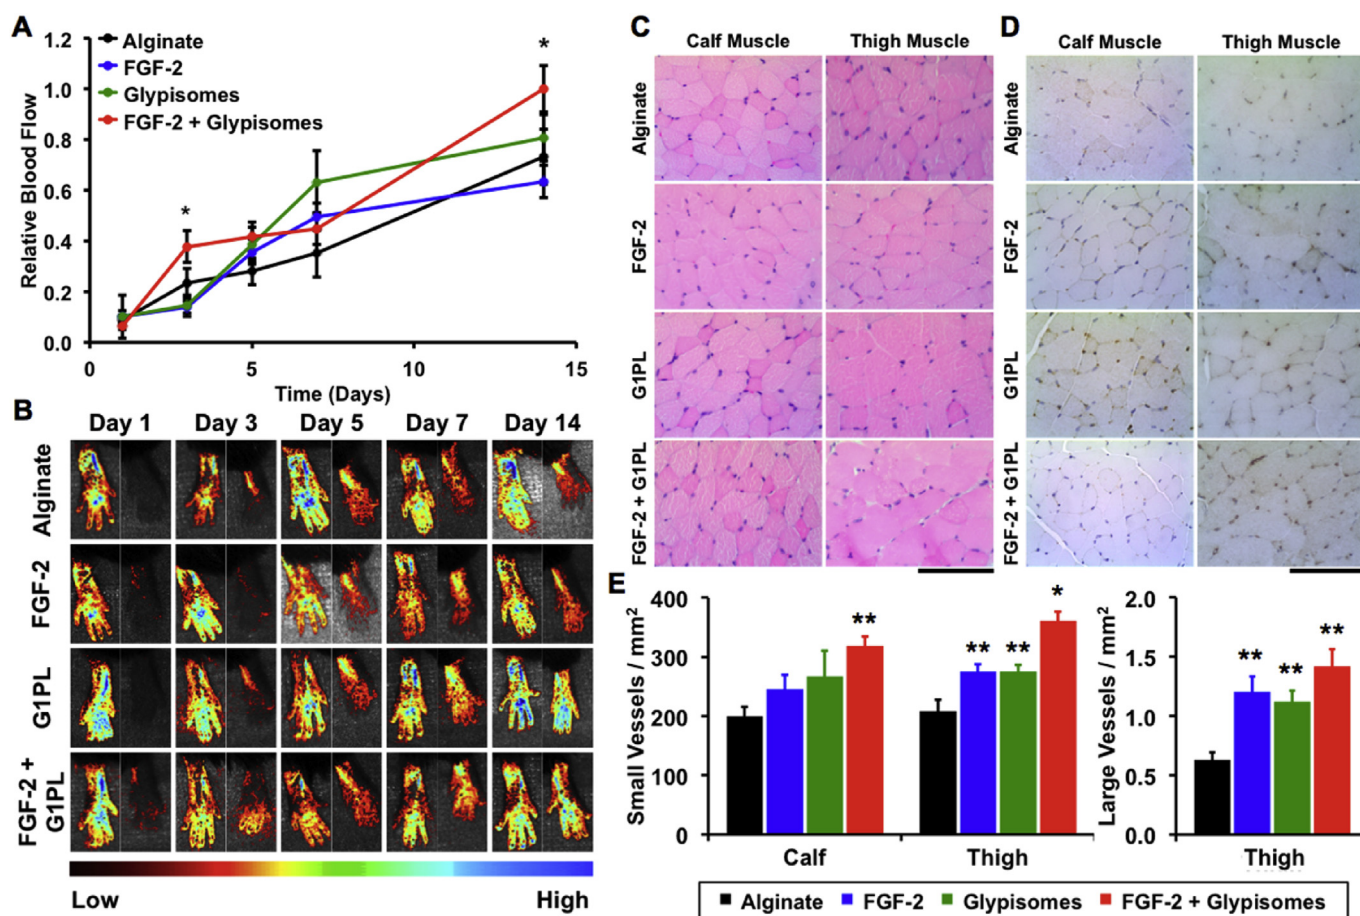 A
1.2
1.0
0.8
0.6
0.4
0.2
0.0
Relative Blood Flow
Alginate
FGF-2
Glypisomes
FGF-2 + Glypisomes
*
*
0
5
10
15
Time (Days)
B
Day 1
Day 3
Day 5
Day 7
Day 14
Alginate
FGF-2
G1PL
FGF-2 +
G1PL
Low
High
C
Calf Muscle
Thigh Muscle
Alginate
FGF-2
G1PL
FGF-2 + G1PL
D
Calf Muscle
Thigh Muscle
Alginate
FGF-2
G1PL
FGF-2 + G1PL
E
Small Vessels / mm²
400
300
200
100
0
**
**
**
*
Calf
Thigh
Large Vessels / mm²
2.0
1.5
1.0
0.5
0.0
**
**
**
Thigh
Alginate
FGF-2
Glypisomes
FGF-2 + Glypisomes